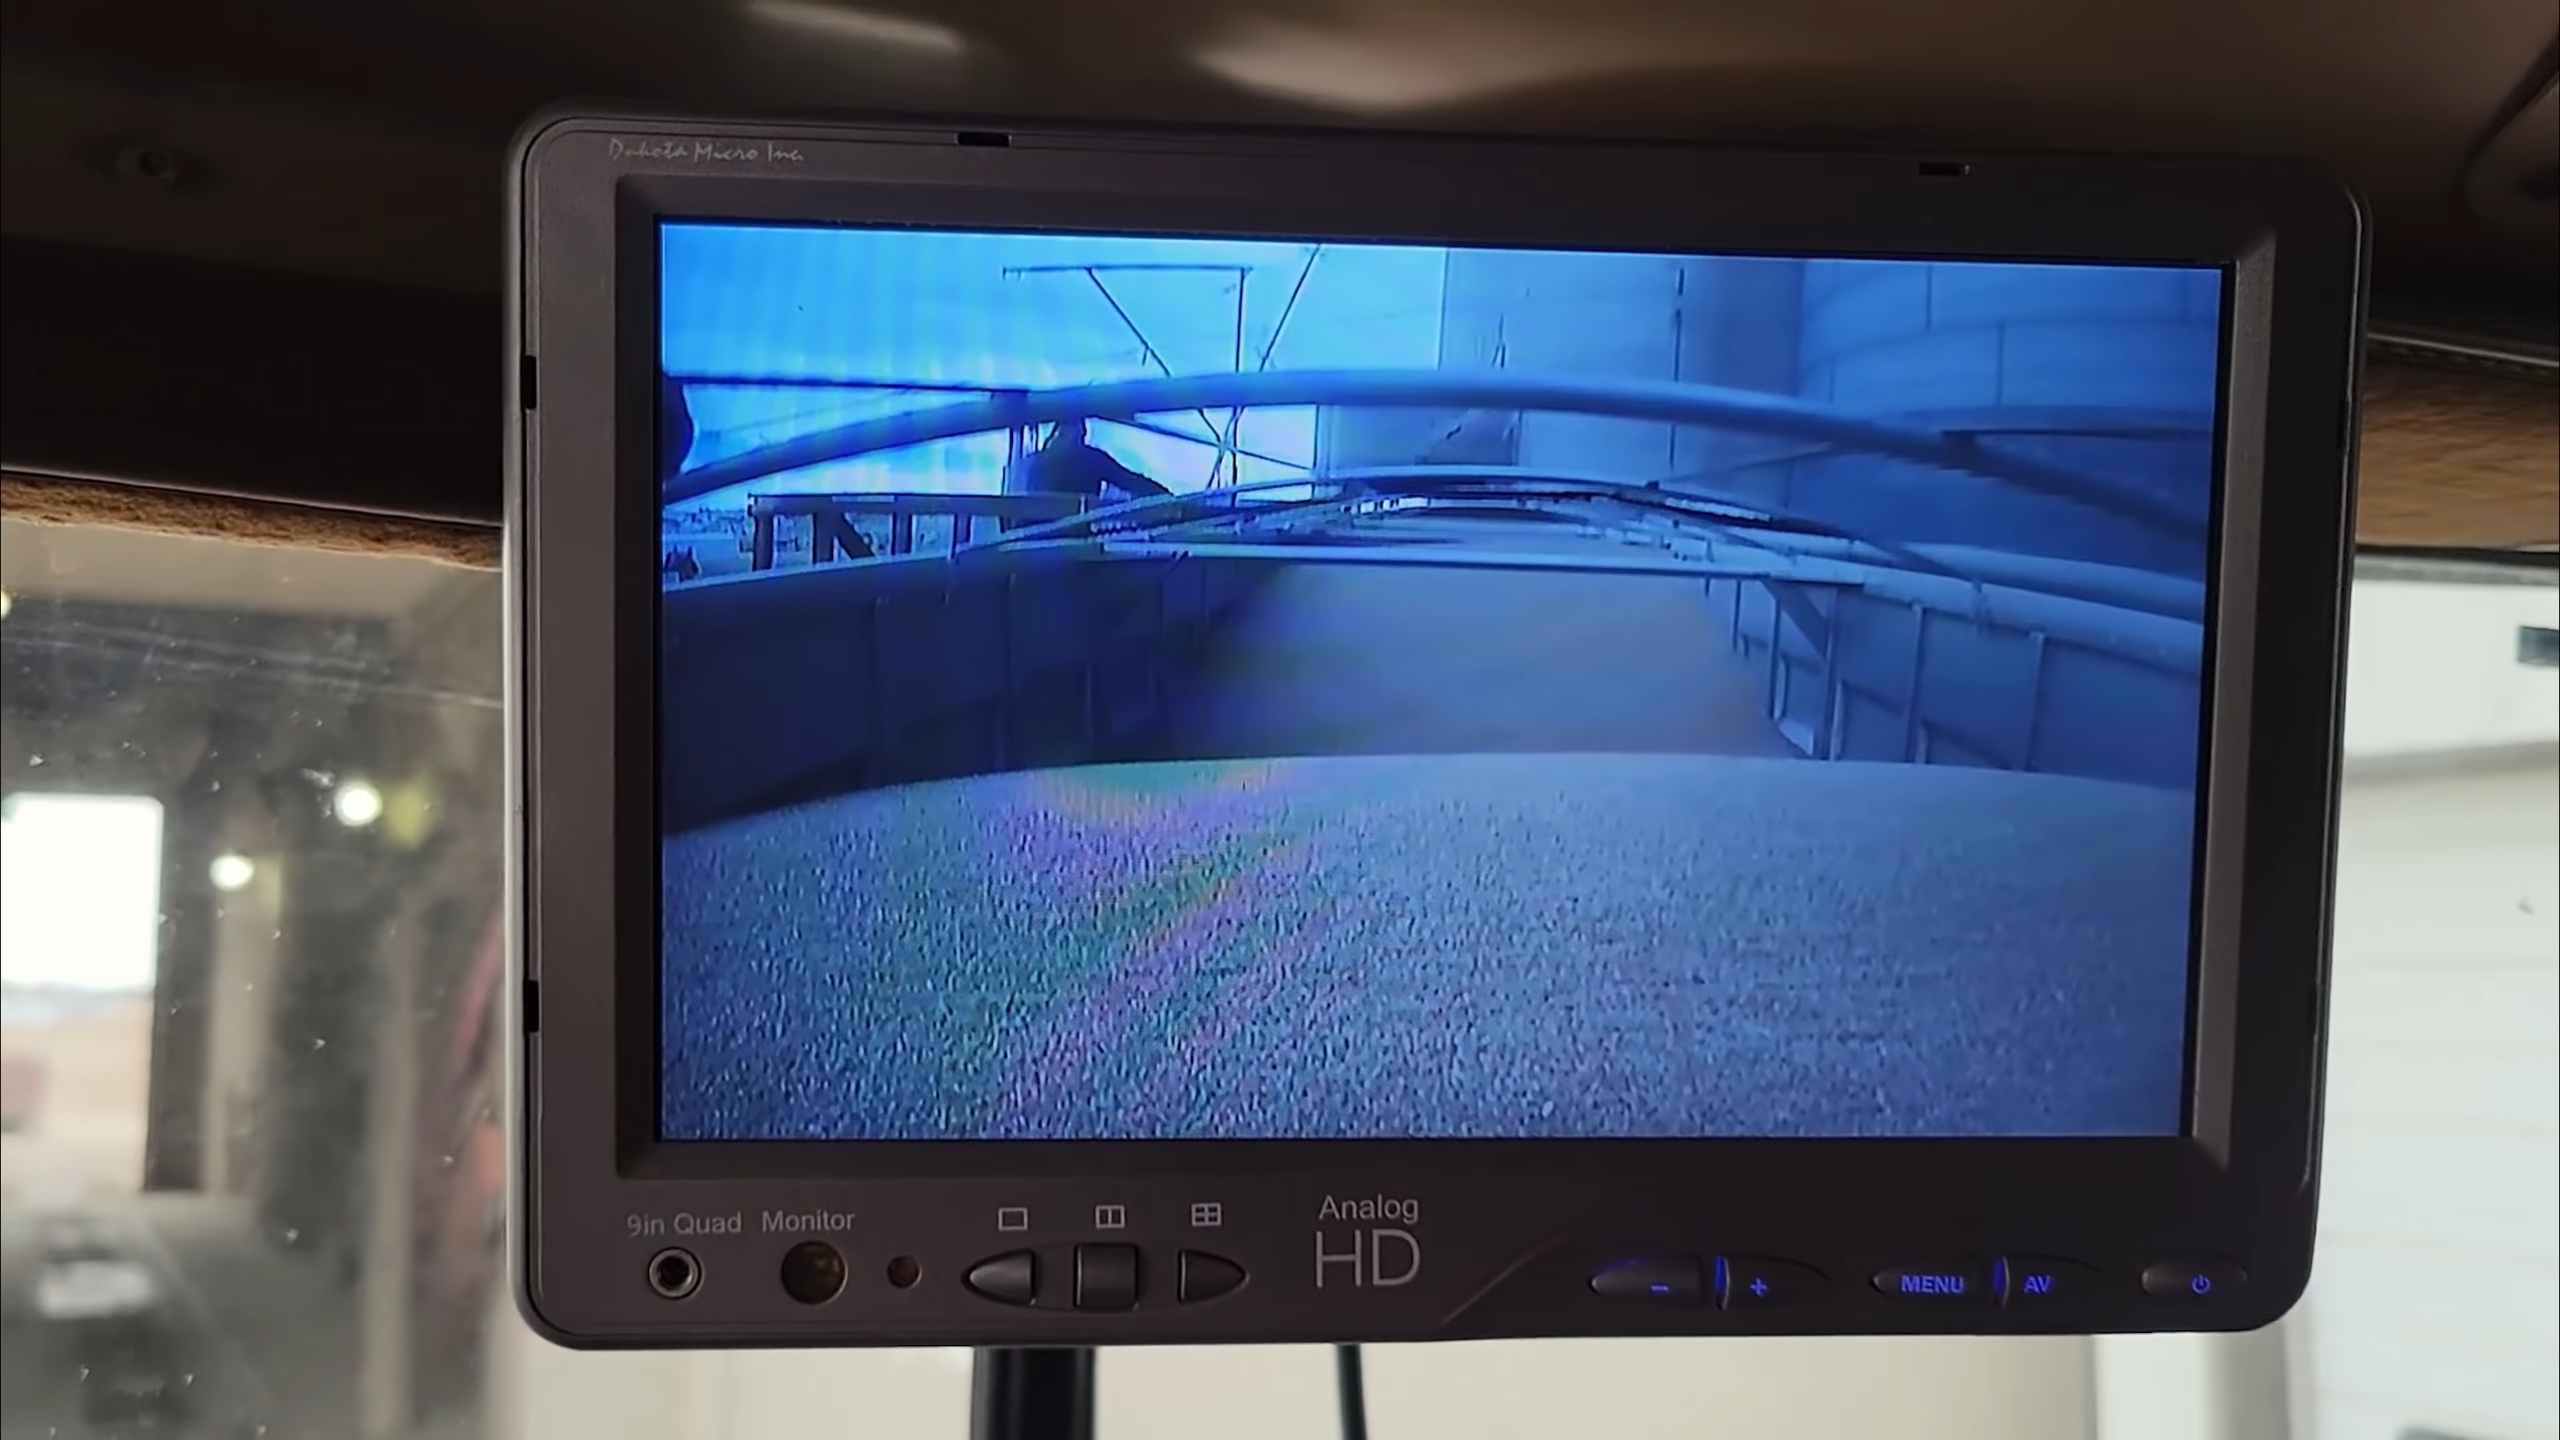 Dakota Micro Inc.
9in Quad Monitor
Analog
HD
− + MENU AV